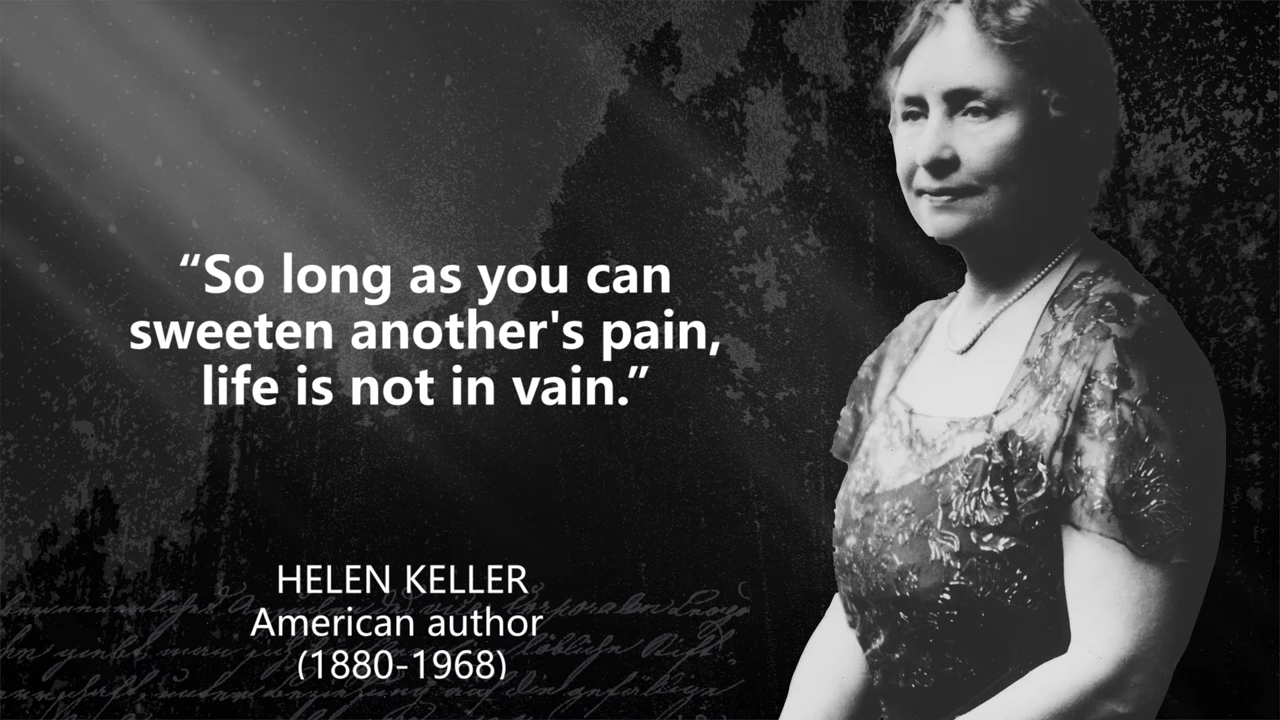 “So long as you can
sweeten another's pain,
life is not in vain.”
HELEN KELLER
American author
(1880-1968)